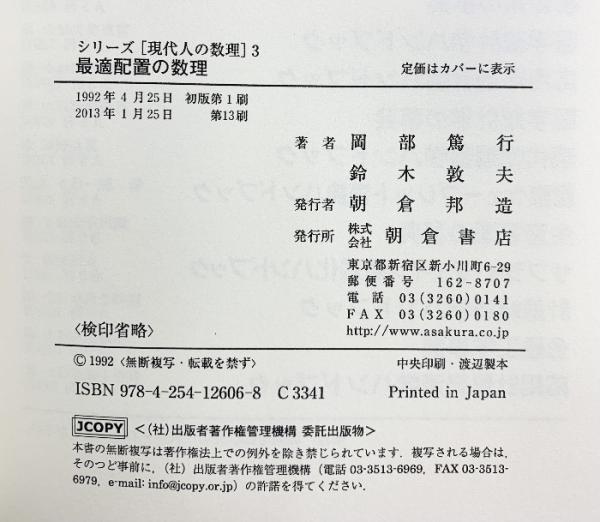 シリーズ［現代人の数理］3
最適配置の数理
定価はカバーに表示
1992年4月25日 初版第1刷
2013年1月25日 第13刷
著者 岡部篤行
鈴木敦夫
発行者 朝倉邦造
発行所 株式会社 朝倉書店
東京都新宿区新小川町6-29
郵便番号 162-8707
電話 03(3260)0141
FAX 03(3260)0180
http://www.asakura.co.jp
〈検印省略〉
©1992〈無断複写・転載を禁ず〉 中央印刷・渡辺製本
ISBN 978-4-254-12606-8 C3341 Printed in Japan
JCOPY ＜(社)出版者著作権管理機構 委託出版物＞
本書の無断複写は著作権法上での例外を除き禁じられています．複写される場合は，
そのつど事前に，(社)出版者著作権管理機構（電話 03-3513-6969，FAX 03-3513-
6979，e-mail: info@jcopy.or.jp）の許諾を得てください．